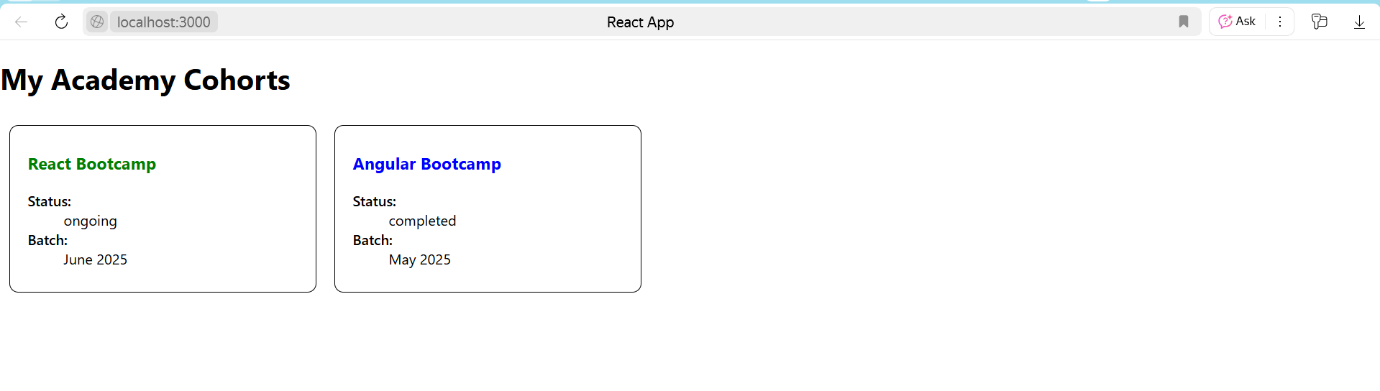 localhost:3000
React App
Ask
My Academy Cohorts
React Bootcamp
Status:
ongoing
Batch:
June 2025
Angular Bootcamp
Status:
completed
Batch:
May 2025